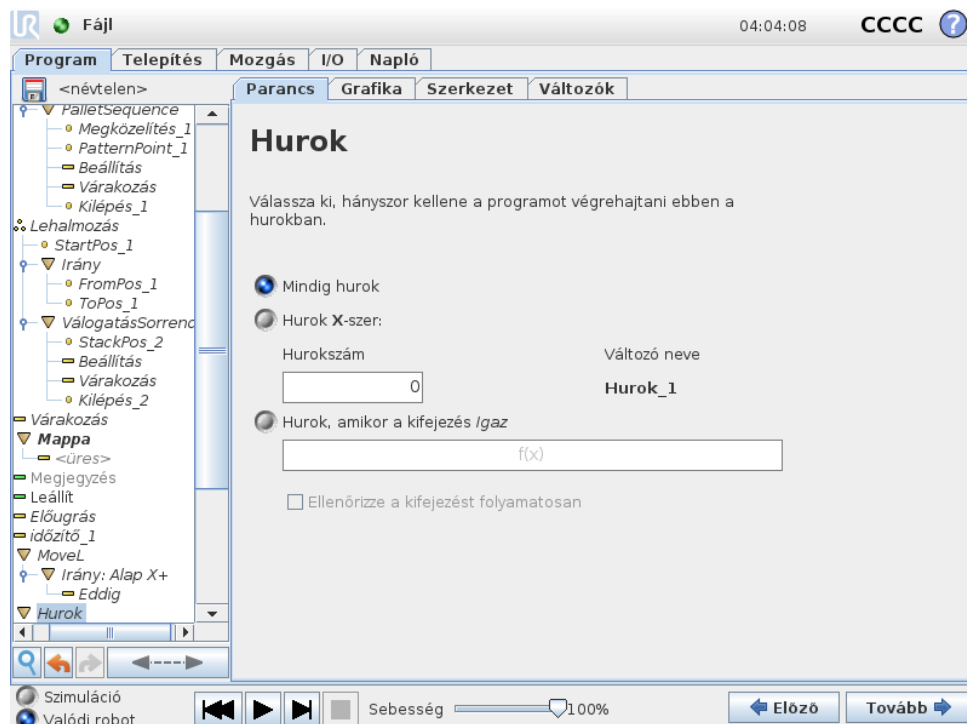 Fájl
04:04:08
CCCC
?
Program Telepítés Mozgás I/O Napló
<névtelen>
Parancs Grafika Szerkezet Változók
PalletSequence
Megközelítés_1
PatternPoint_1
Beállítás
Várakozás
Kilépés_1
Lehalmozás
StartPos_1
Irány
FromPos_1
ToPos_1
VálogatásSorrend
StackPos_2
Beállítás
Várakozás
Kilépés_2
Várakozás
Mappa
<üres>
Megjegyzés
Leállít
Előugrás
időzítő_1
MoveL
Irány: Alap X+
Eddig
Hurok
Hurok
Válassza ki, hányszor kellene a programot végrehajtani ebben a
hurokban.
Mindig hurok
Hurok X-szer:
Hurokszám Változó neve
0 Hurok_1
Hurok, amikor a kifejezés Igaz
f(x)
Ellenőrizze a kifejezést folyamatosan
Szimuláció
Valódi robot
Sebesség 100%
Előző Tovább